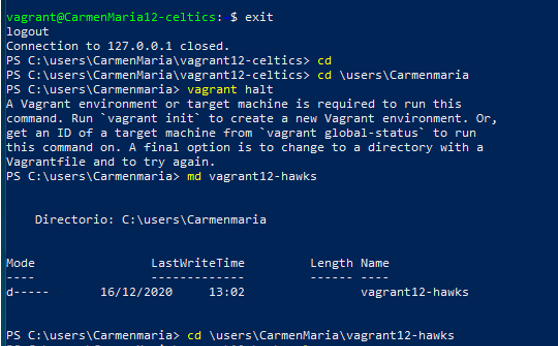 vagrant@CarmenMaria12-celtics: $ exit
logout
Connection to 127.0.0.1 closed.
PS C:\users\CarmenMaria\vagrant12-celtics> cd
PS C:\users\CarmenMaria\vagrant12-celtics> cd \users\Carmenmaria
PS C:\users\Carmenmaria> vagrant halt
A Vagrant environment or target machine is required to run this
command. Run `vagrant init` to create a new Vagrant environment. Or,
get an ID of a target machine from `vagrant global-status` to run
this command on. A final option is to change to a directory with a
Vagrantfile and to try again.
PS C:\users\Carmenmaria> md vagrant12-hawks
Directorio: C:\users\Carmenmaria
Mode LastWriteTime Length Name
---- ------------- ------ ----
d----- 16/12/2020 13:02 vagrant12-hawks
PS C:\users\Carmenmaria> cd \users\CarmenMaria\vagrant12-hawks